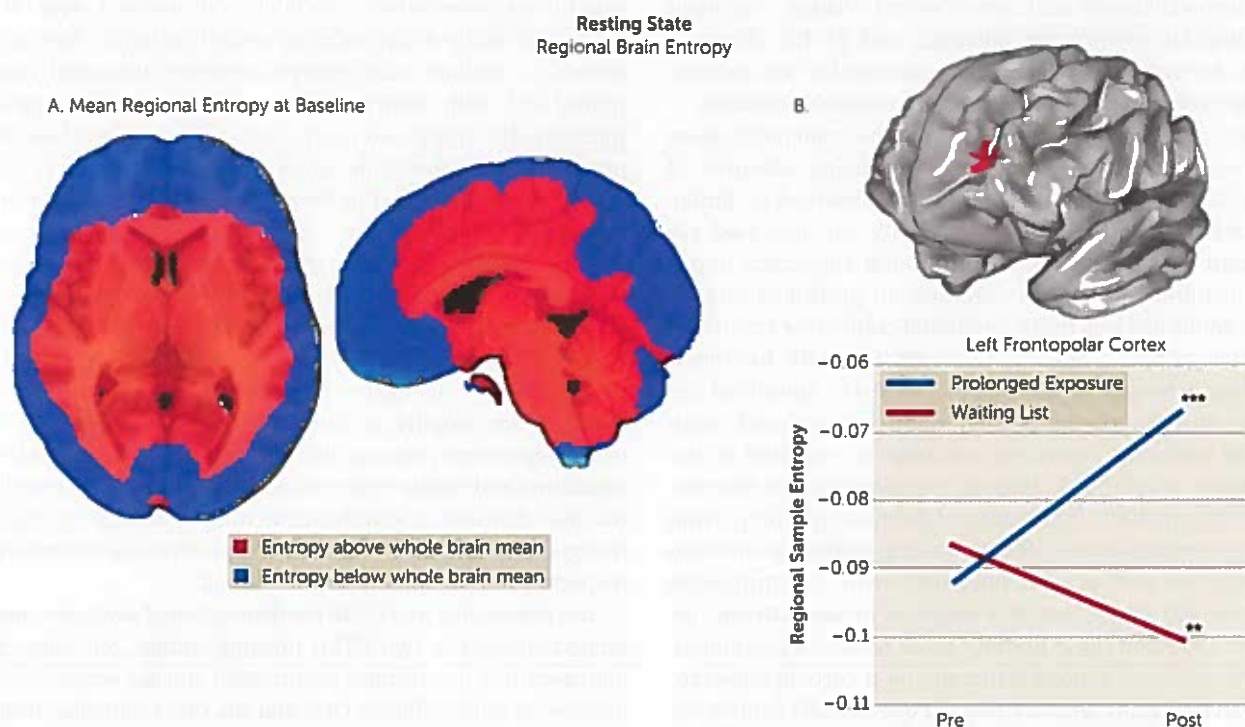 Resting State
Regional Brain Entropy
A. Mean Regional Entropy at Baseline
B.
Entropy above whole brain mean
Entropy below whole brain mean
Left Frontopolar Cortex
−0.06
−0.07
−0.08
−0.09
−0.1
−0.11
Regional Sample Entropy
Prolonged Exposure
Waiting List
***
**
Pre
Post